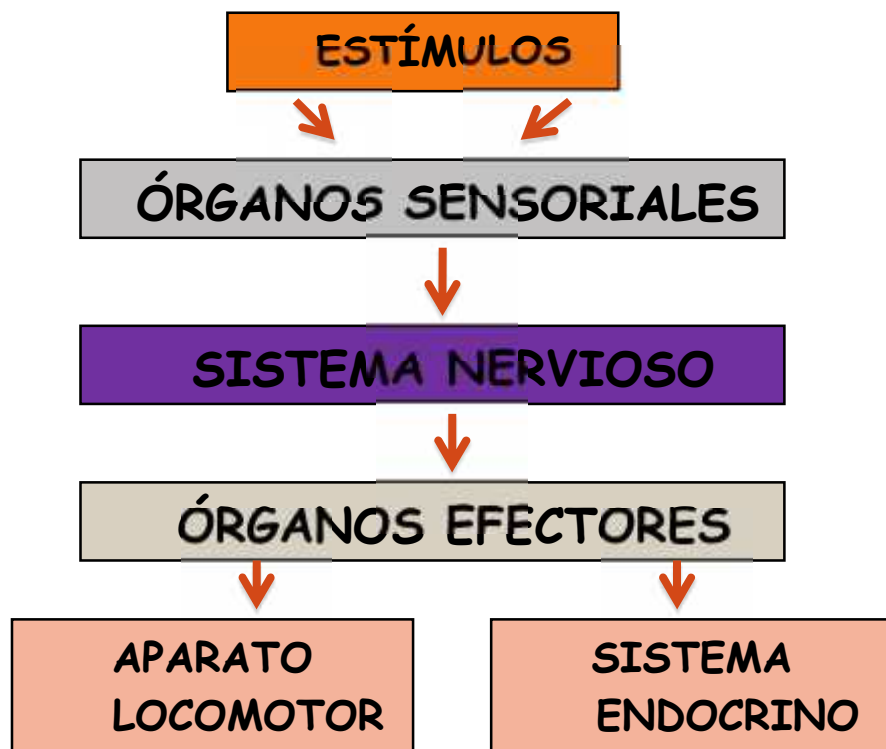 ESTÍMULOS
ÓRGANOS SENSORIALES
SISTEMA NERVIOSO
ÓRGANOS EFECTORES
APARATO
LOCOMOTOR
SISTEMA
ENDOCRINO